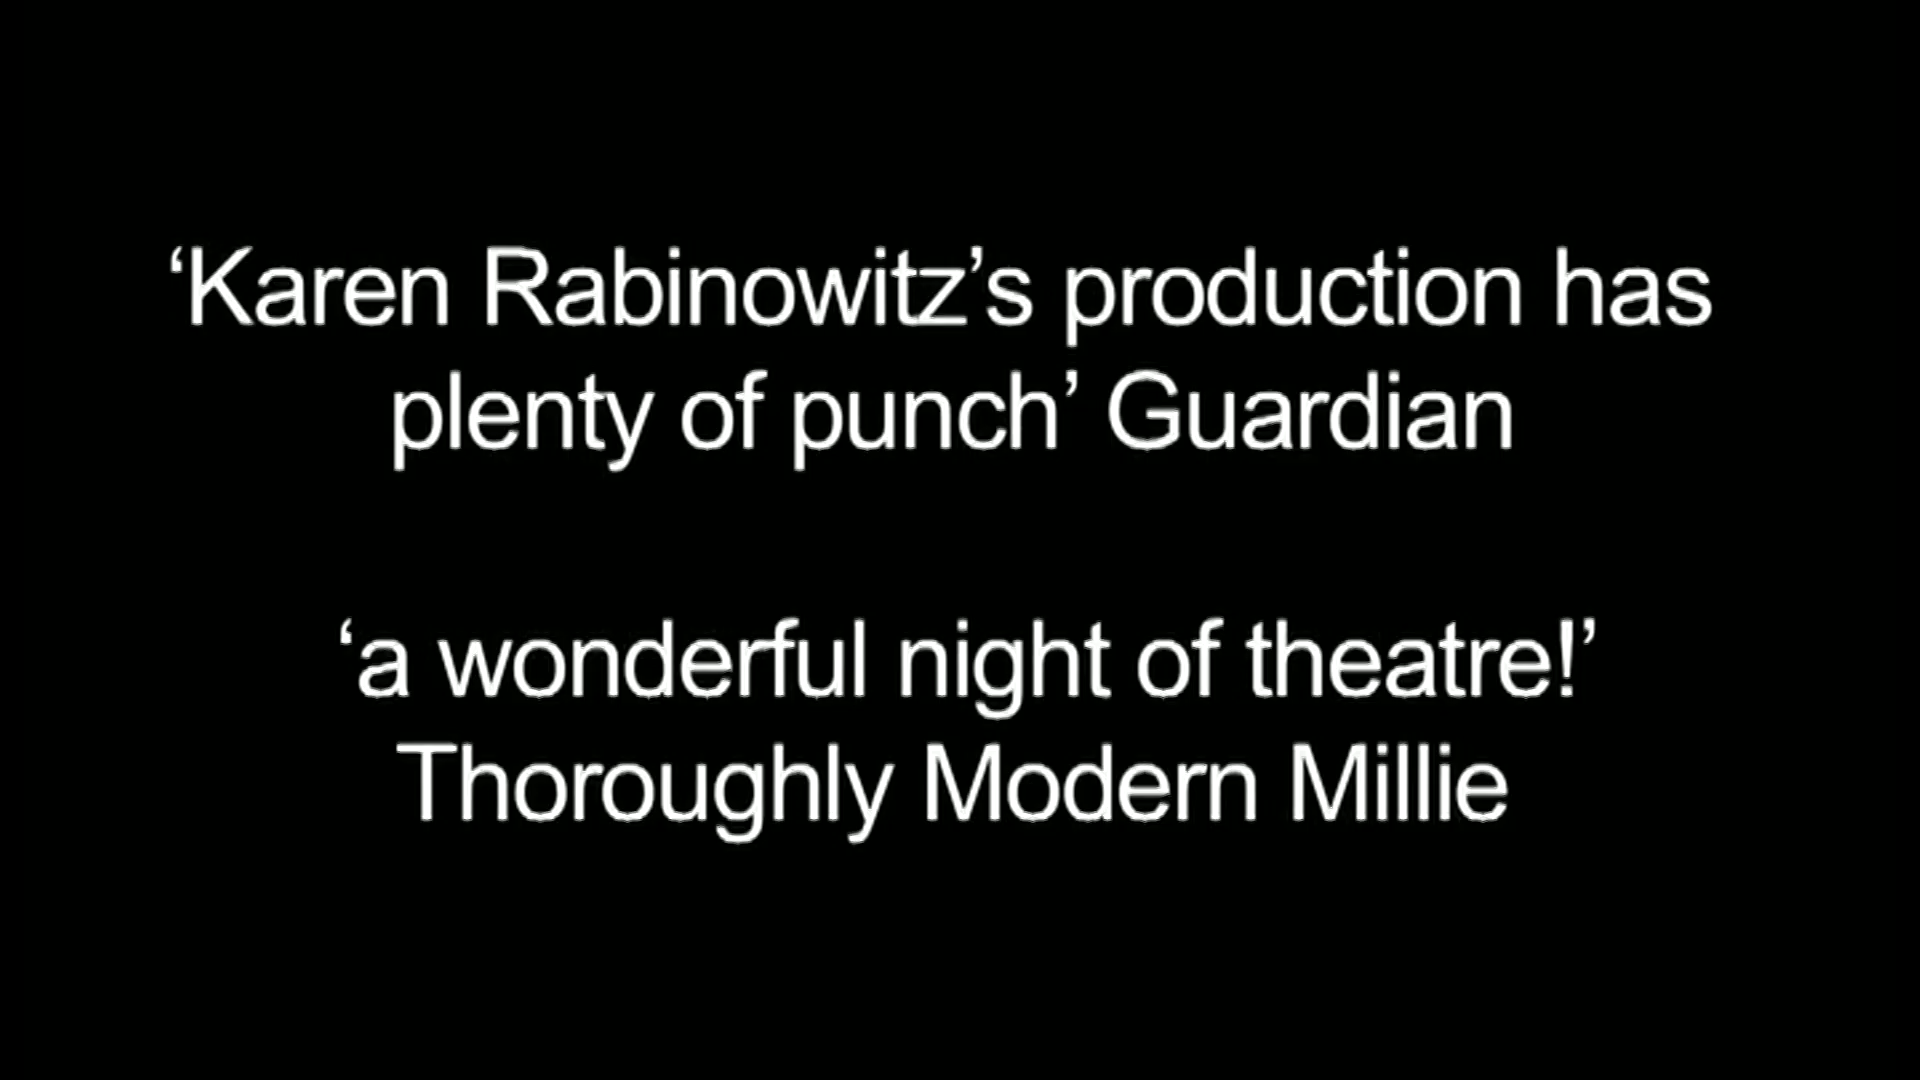 ‘Karen Rabinowitz’s production has
plenty of punch’ Guardian
‘a wonderful night of theatre!’
Thoroughly Modern Millie